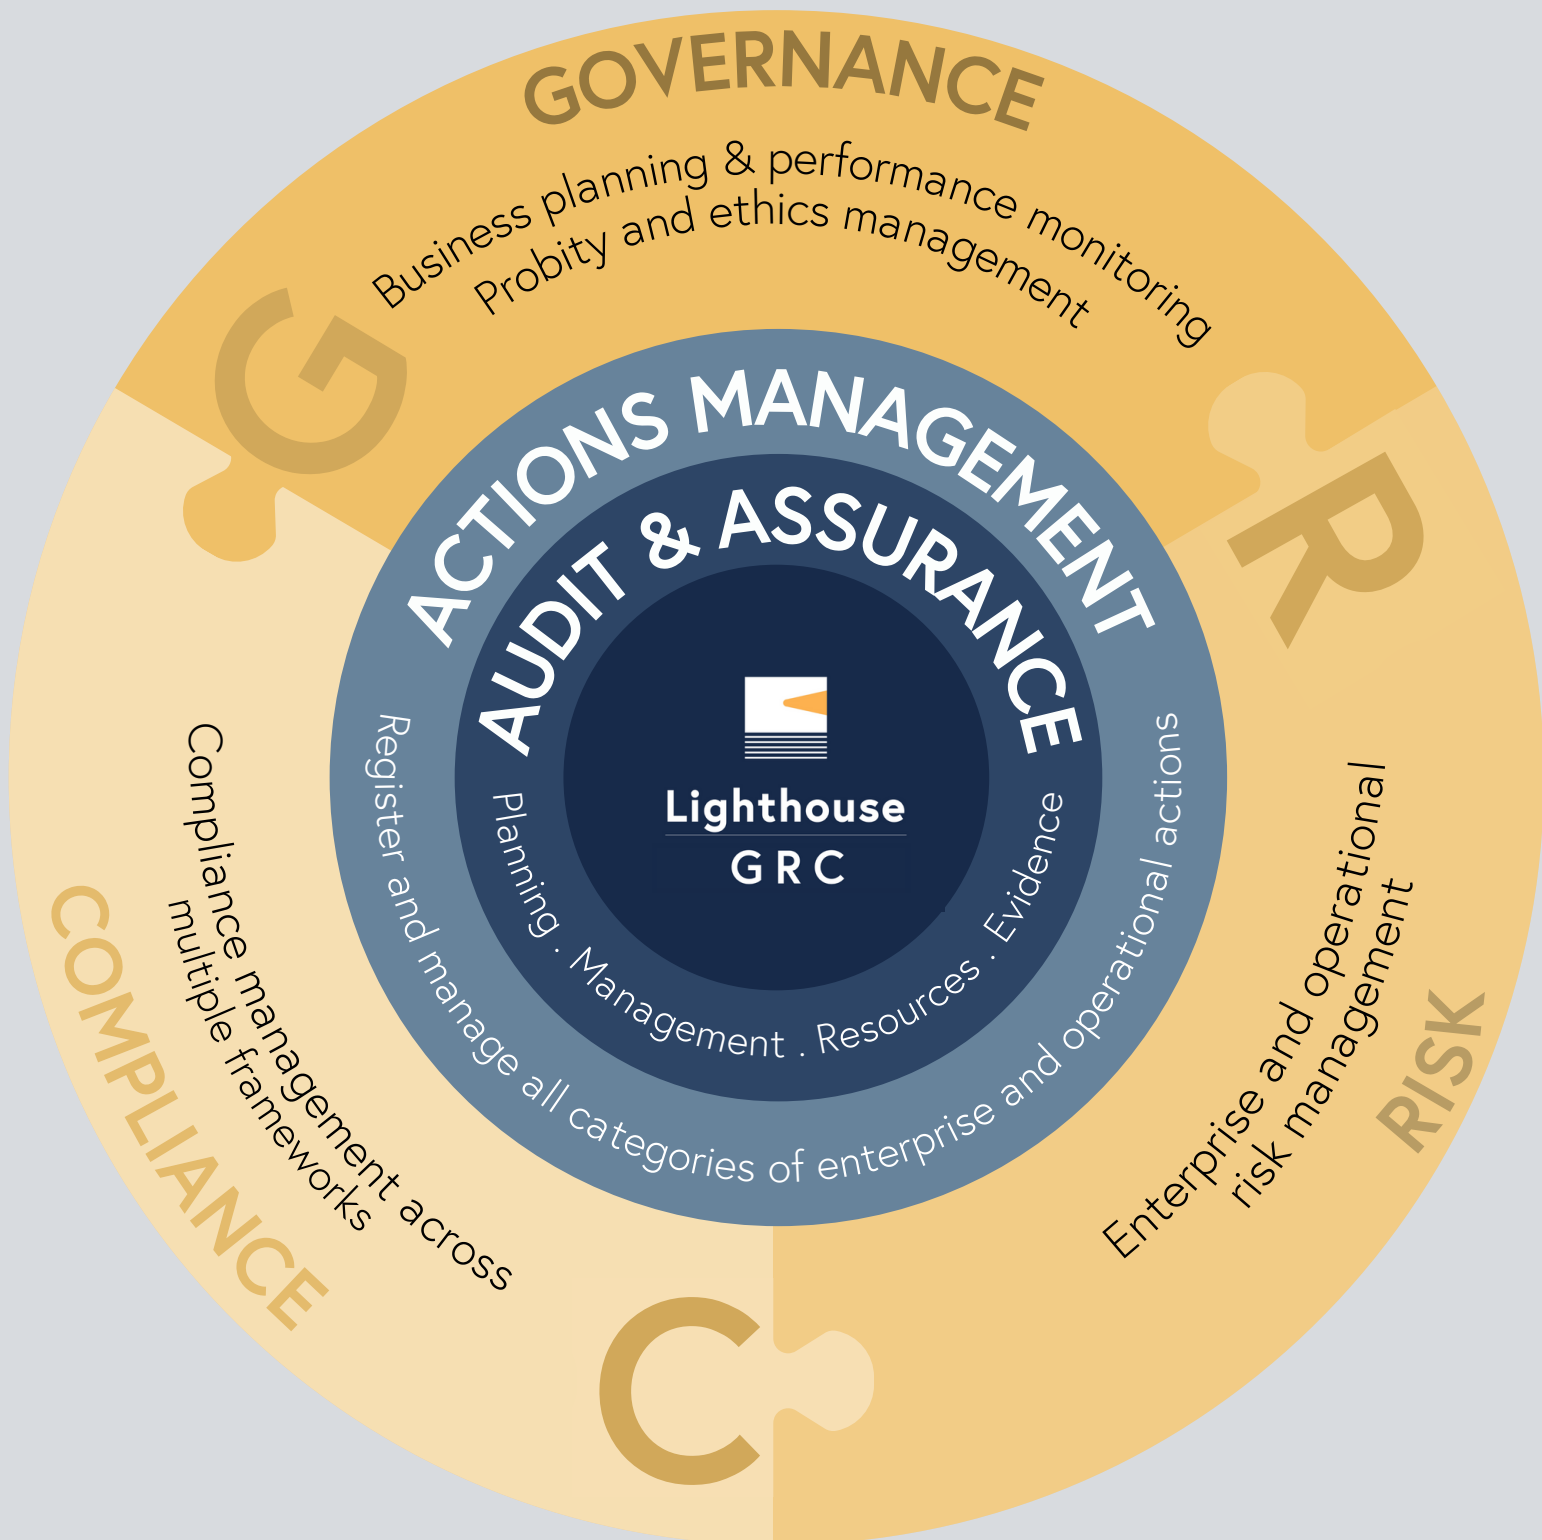 GOVERNANCE
Business planning & performance monitoring
Probity and ethics management
G
R
RISK
Enterprise and operational
risk management
C
COMPLIANCE
Compliance management across
multiple frameworks
ACTIONS MANAGEMENT
Register and manage all categories of enterprise and operational actions
AUDIT & ASSURANCE
Planning . Management . Resources . Evidence
Lighthouse
GRC